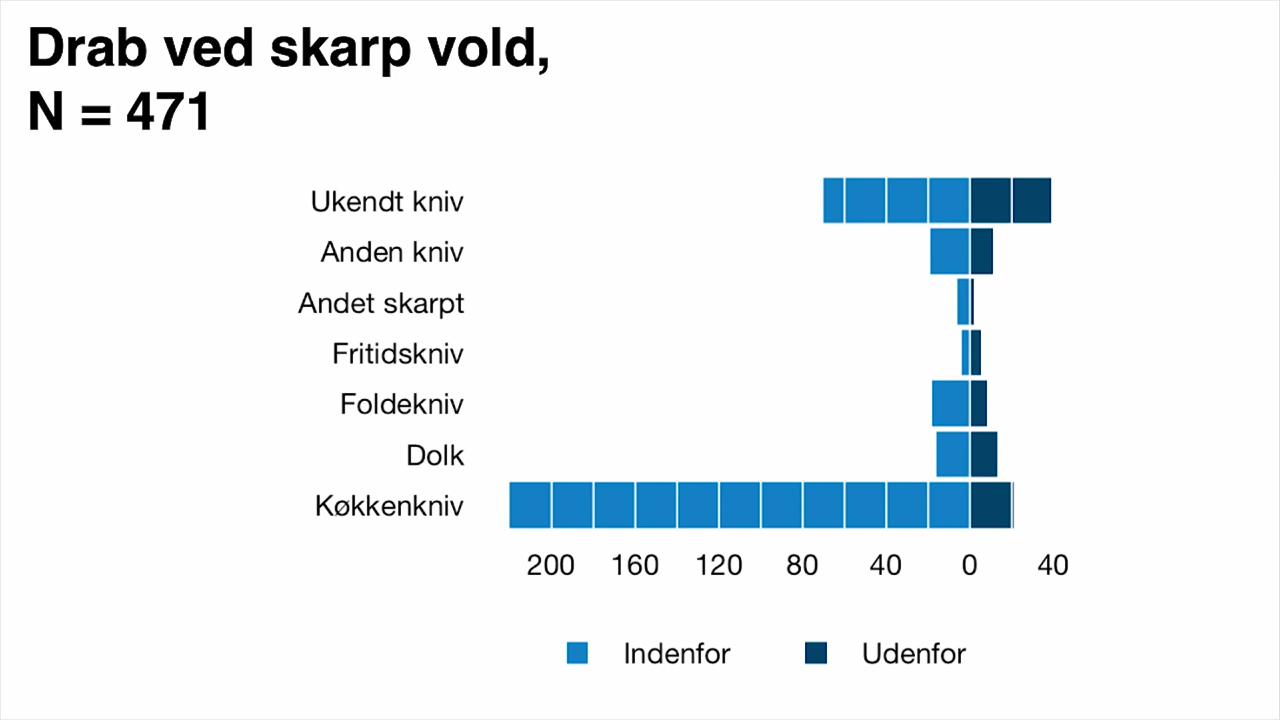 Drab ved skarp vold,
N = 471
Ukendt kniv
Anden kniv
Andet skarpt
Fritidskniv
Foldekniv
Dolk
Køkkenkniv
200 160 120 80 40 0 40
Indenfor Udenfor